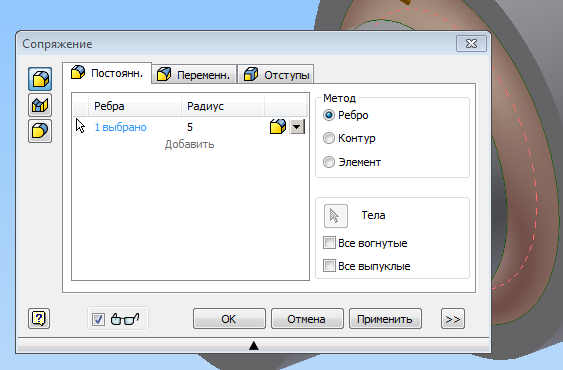 Сопряжение
Постоянн.
Переменн.
Отступы
Ребра Радиус
1 выбрано 5
Добавить
Метод
Ребро
Контур
Элемент
Тела
Все вогнутые
Все выпуклые
?
OK
Отмена
Применить
>>